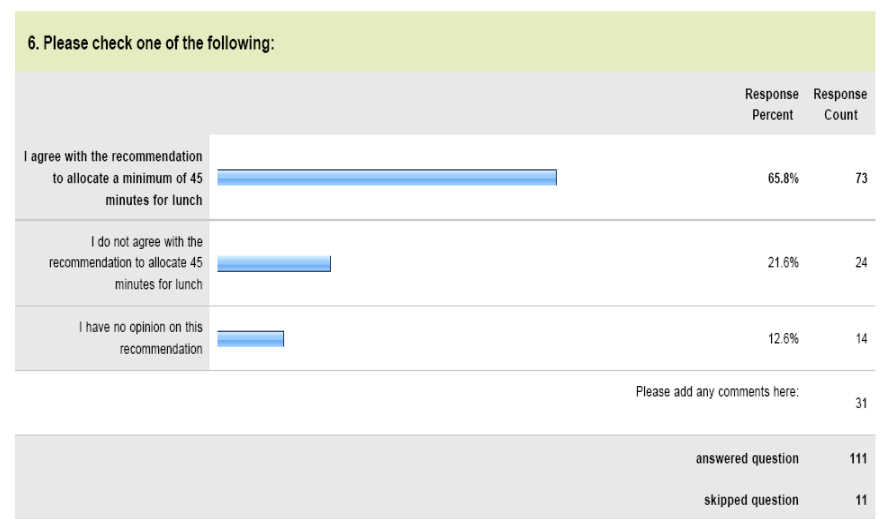 6. Please check one of the following:
Response Response
Percent Count
I agree with the recommendation
to allocate a minimum of 45
minutes for lunch
65.8% 73
I do not agree with the
recommendation to allocate 45
minutes for lunch
21.6% 24
I have no opinion on this
recommendation
12.6% 14
Please add any comments here:
31
answered question 111
skipped question 11